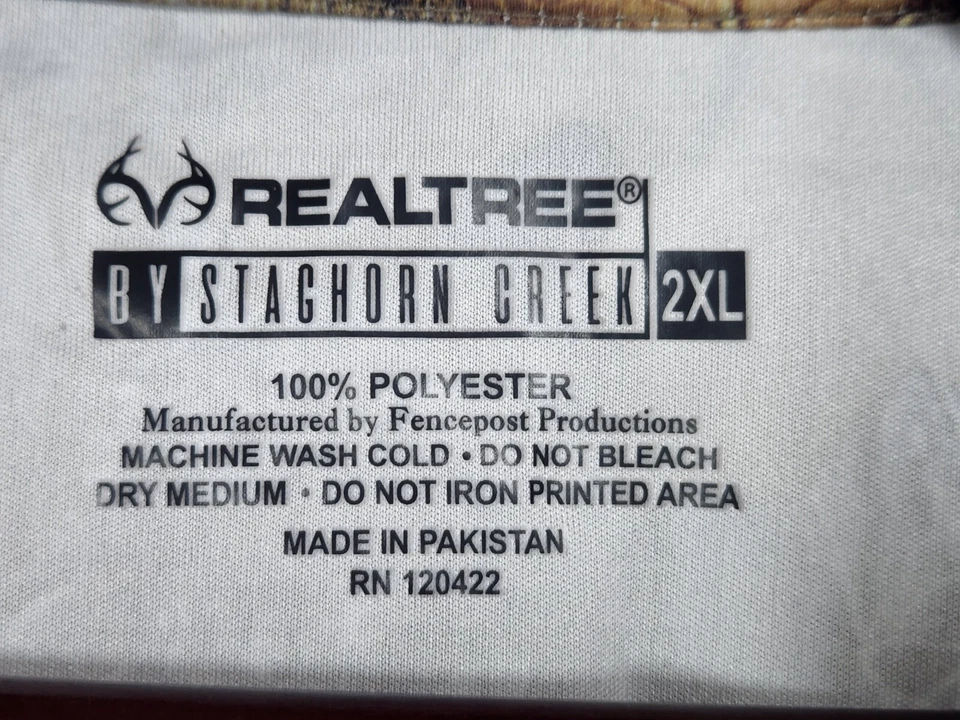 REALTREE®
BY STAGHORN CREEK 2XL
100% POLYESTER
Manufactured by Fencepost Productions
MACHINE WASH COLD • DO NOT BLEACH
DRY MEDIUM • DO NOT IRON PRINTED AREA
MADE IN PAKISTAN
RN 120422